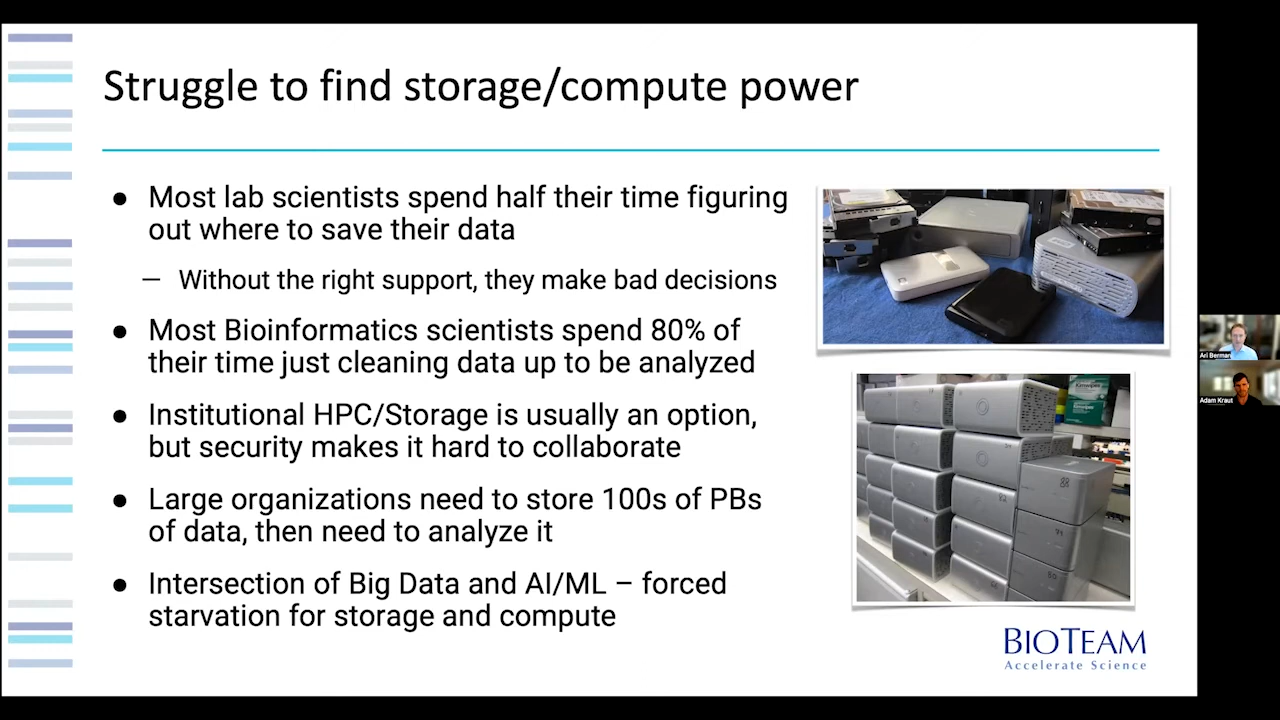 Struggle to find storage/compute power
● Most lab scientists spend half their time figuring
out where to save their data
— Without the right support, they make bad decisions
● Most Bioinformatics scientists spend 80% of
their time just cleaning data up to be analyzed
● Institutional HPC/Storage is usually an option,
but security makes it hard to collaborate
● Large organizations need to store 100s of PBs
of data, then need to analyze it
● Intersection of Big Data and AI/ML – forced
starvation for storage and compute
BIOTEAM
Accelerate Science
Ari Berman
Adam Kraut